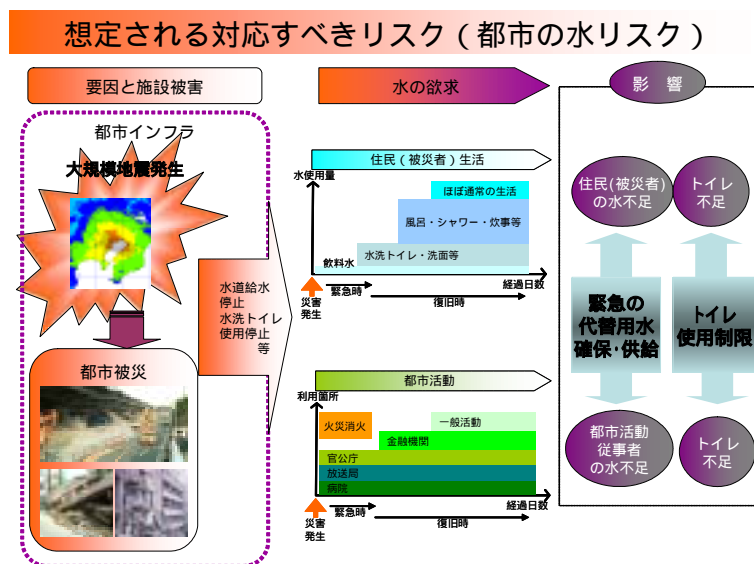 想定される対応すべきリスク(都市の水リスク)
要因と施設被害
水の欲求
影 響
都市インフラ
大規模地震発生
都市被災
水道給水
停止
水洗トイレ
使用停止
等
住民(被災者)生活
水使用量
ほぼ通常の生活
風呂・シャワー・炊事等
水洗トイレ・洗面等
飲料水
経過日数
災害
発生
緊急時
復旧時
都市活動
利用箇所
火災消火
一般活動
金融機関
官公庁
放送局
病院
経過日数
災害
発生
緊急時
復旧時
住民(被災者)
の水不足
トイレ
不足
緊急の
代替用水
確保・供給
トイレ
使用制限
都市活動
従事者
の水不足
トイレ
不足